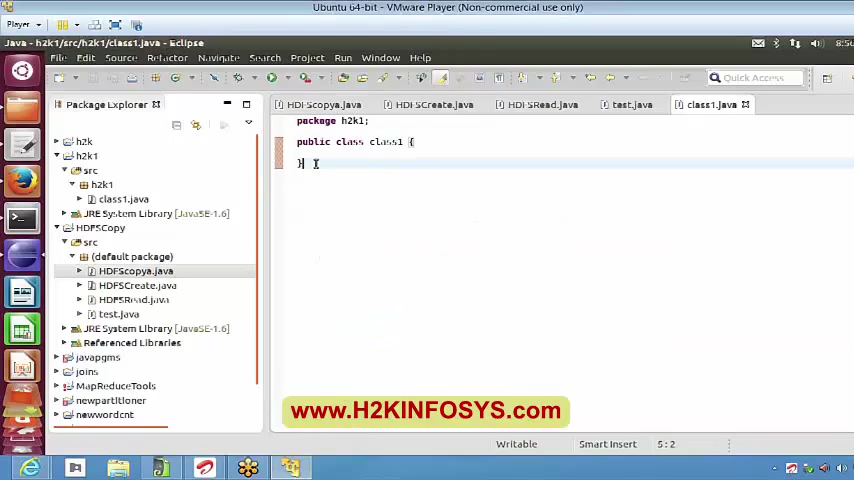 Ubuntu 64-bit - VMware Player (Non-commercial use only)
Player
Java - h2k1/src/h2k1/class1.java - Eclipse
8:50
File Edit Source Refactor Navigate Search Project Run Window Help
Quick Access
Package Explorer
HDFScopya.java
HDFSCreate.java
HDFSRead.java
test.java
class1.java
h2k
h2k1
src
h2k1
class1.java
JRE System Library [JavaSE-1.6]
HDFSCopy
src
(default package)
HDFScopya.java
HDFSCreate.java
HDFSRead.java
test.java
JRE System Library [JavaSE-1.6]
Referenced Libraries
javapgms
joins
MapReduceTools
newpartitioner
newwordcnt
package h2k1;
public class class1 {
}
www.H2KINFOSYS.com
Writable
Smart Insert
5 : 2